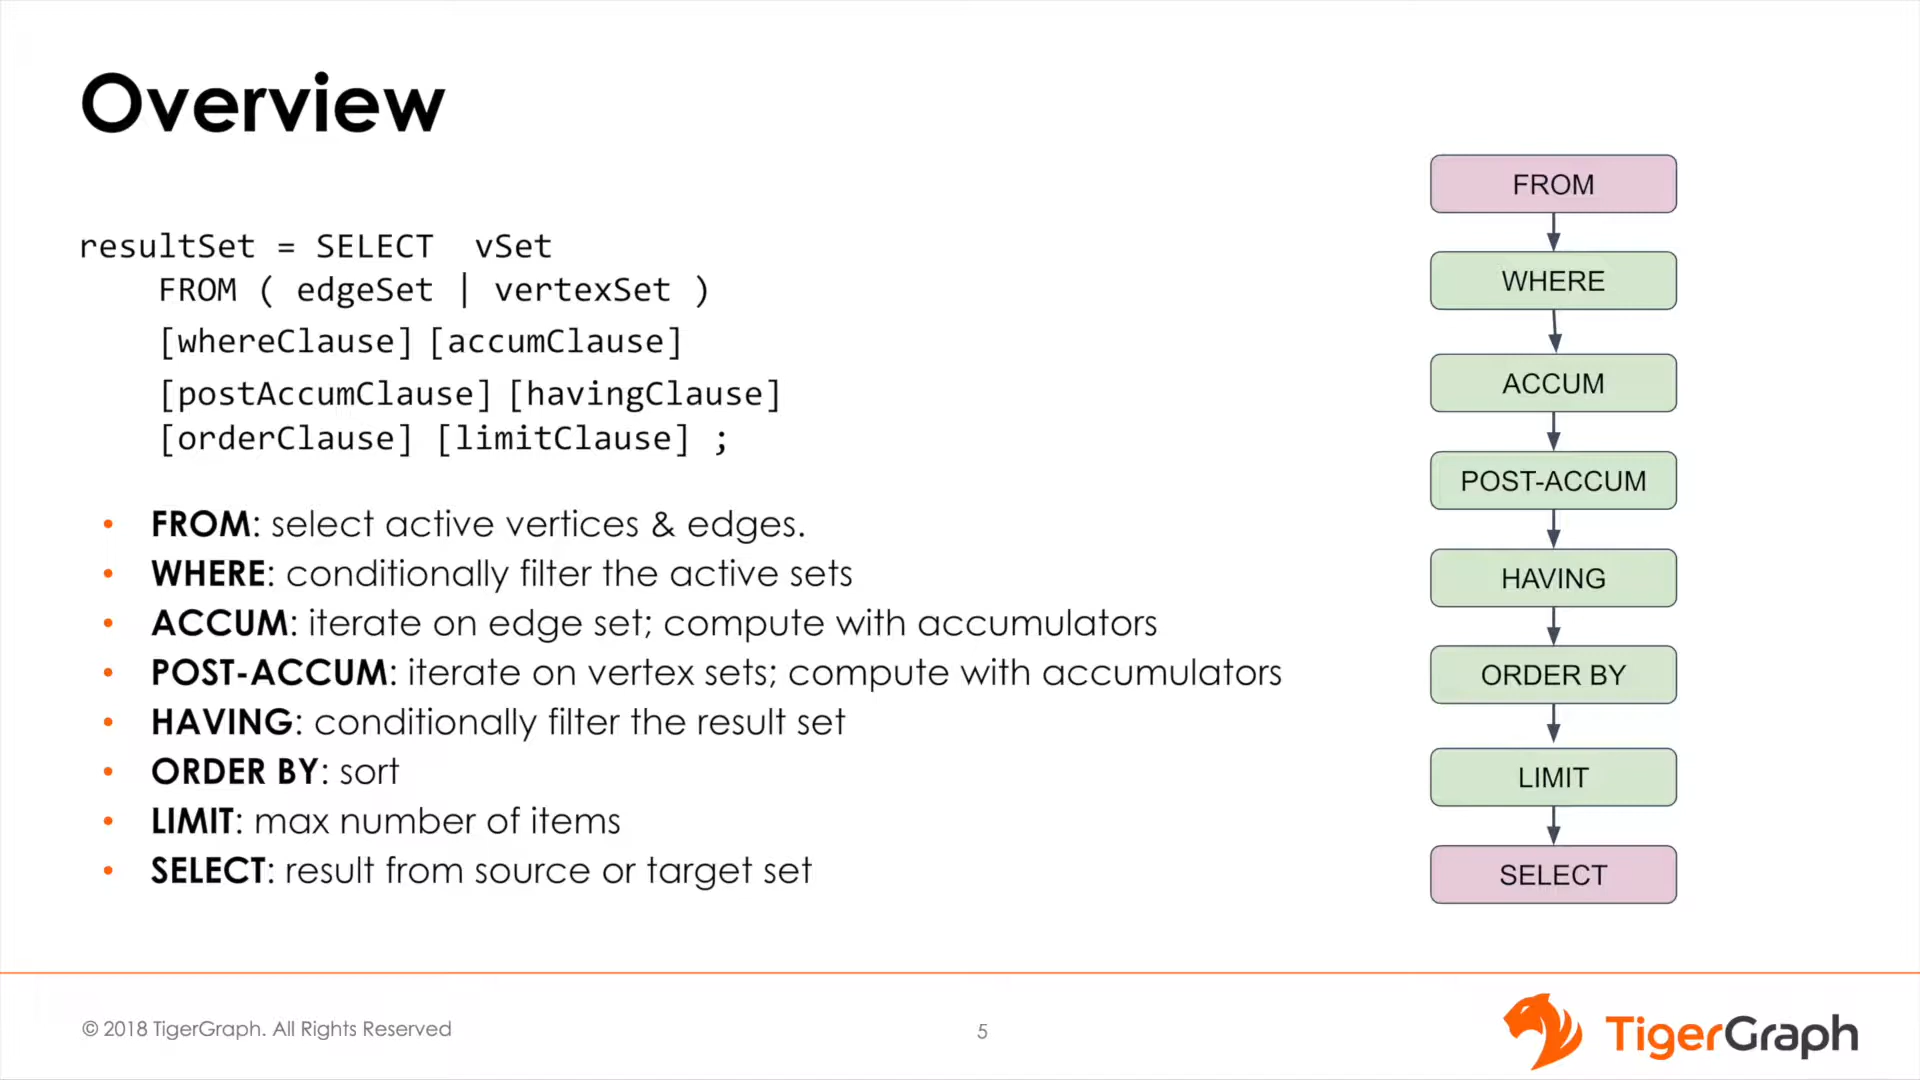 Overview
resultSet = SELECT vSet
FROM ( edgeSet | vertexSet )
[whereClause] [accumClause]
[postAccumClause] [havingClause]
[orderClause] [limitClause] ;
• FROM: select active vertices & edges.
• WHERE: conditionally filter the active sets
• ACCUM: iterate on edge set; compute with accumulators
• POST-ACCUM: iterate on vertex sets; compute with accumulators
• HAVING: conditionally filter the result set
• ORDER BY: sort
• LIMIT: max number of items
• SELECT: result from source or target set
FROM
WHERE
ACCUM
POST-ACCUM
HAVING
ORDER BY
LIMIT
SELECT
© 2018 TigerGraph. All Rights Reserved
5
TigerGraph